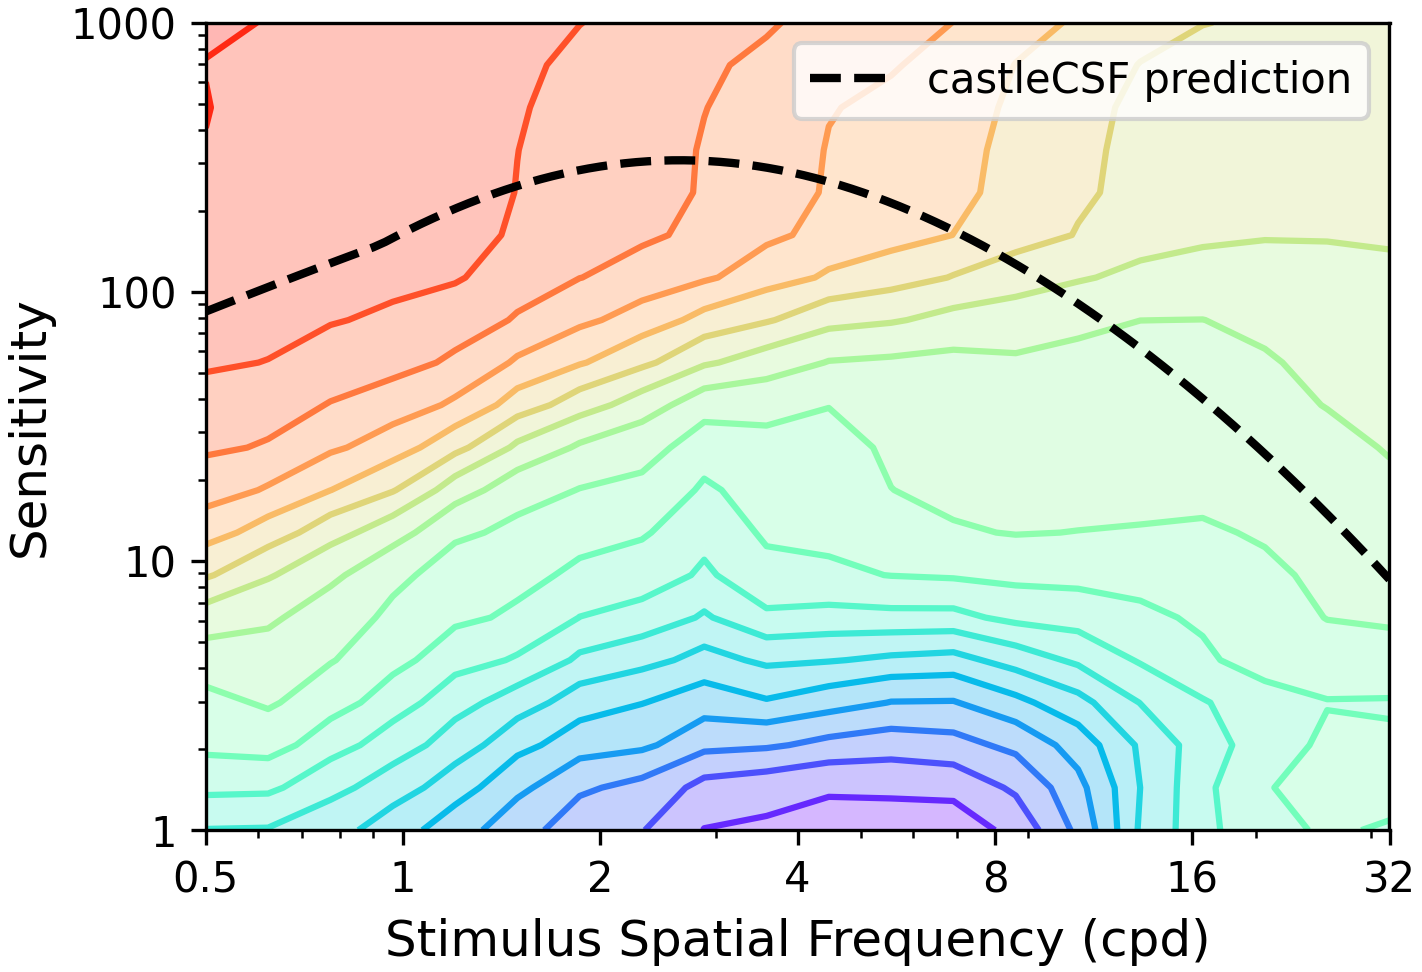 1000
castleCSF prediction
100
Sensitivity
10
1
0.5 1 2 4 8 16 32
Stimulus Spatial Frequency (cpd)